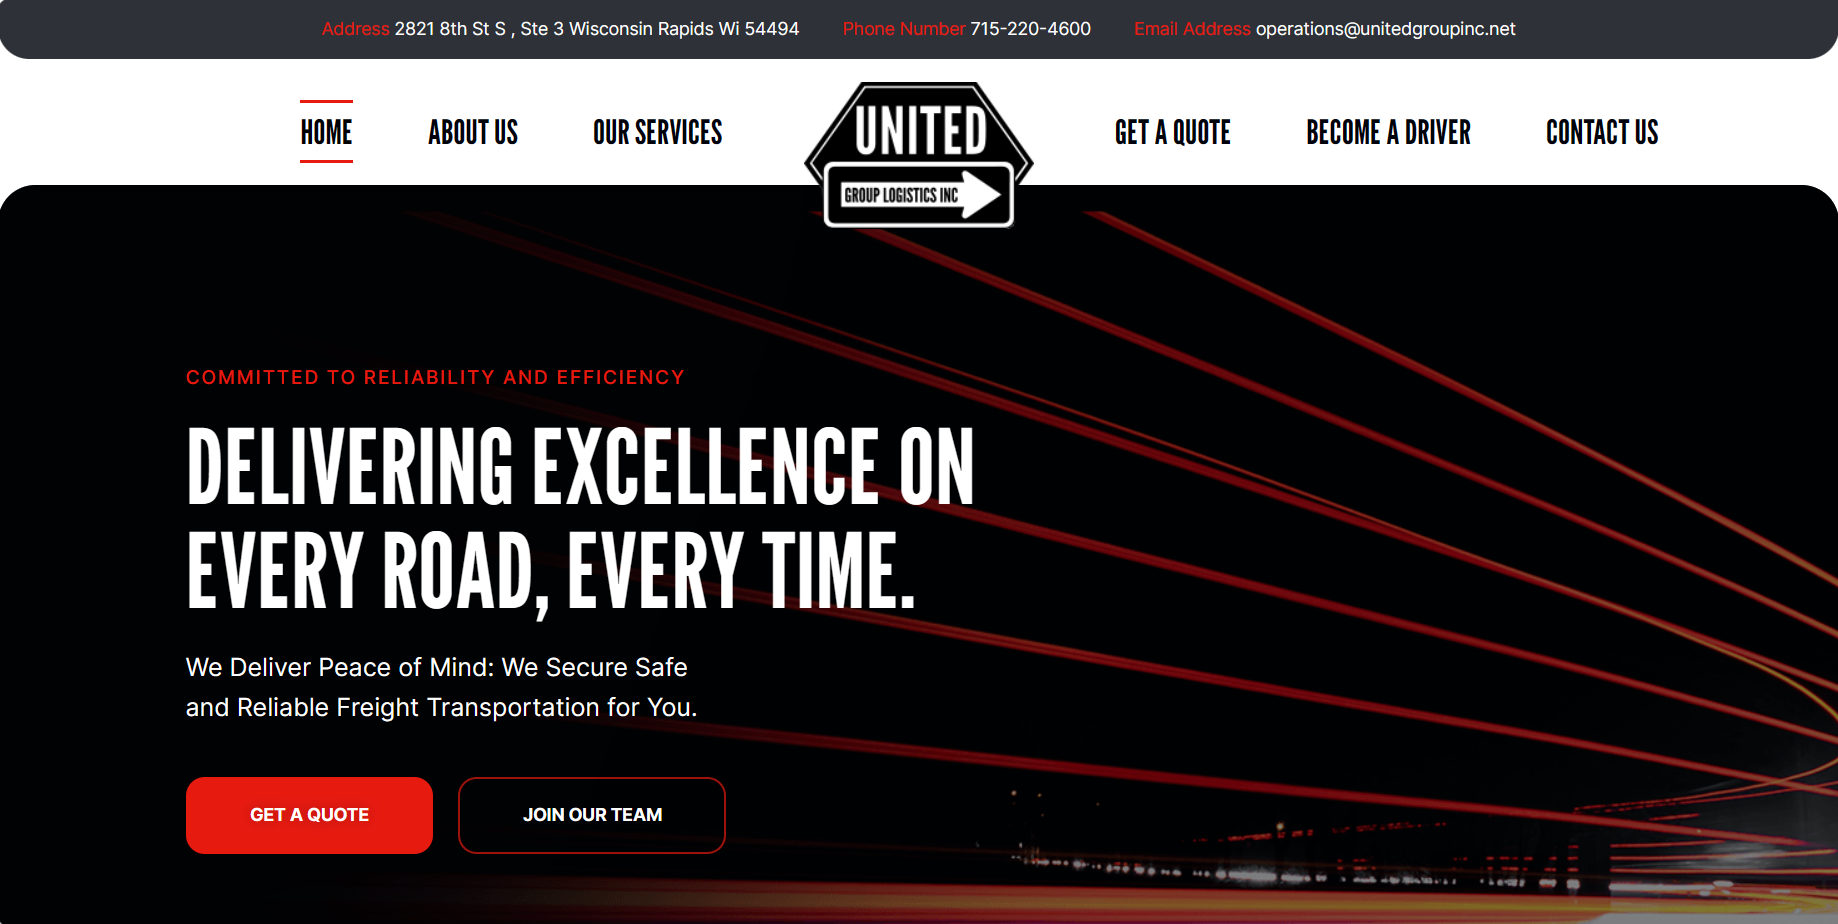 Address 2821 8th St S , Ste 3 Wisconsin Rapids Wi 54494 Phone Number 715-220-4600 Email Address operations@unitedgroupinc.net
HOME ABOUT US OUR SERVICES UNITED GROUP LOGISTICS INC GET A QUOTE BECOME A DRIVER CONTACT US
COMMITTED TO RELIABILITY AND EFFICIENCY
DELIVERING EXCELLENCE ON
EVERY ROAD, EVERY TIME.
We Deliver Peace of Mind: We Secure Safe
and Reliable Freight Transportation for You.
GET A QUOTE JOIN OUR TEAM